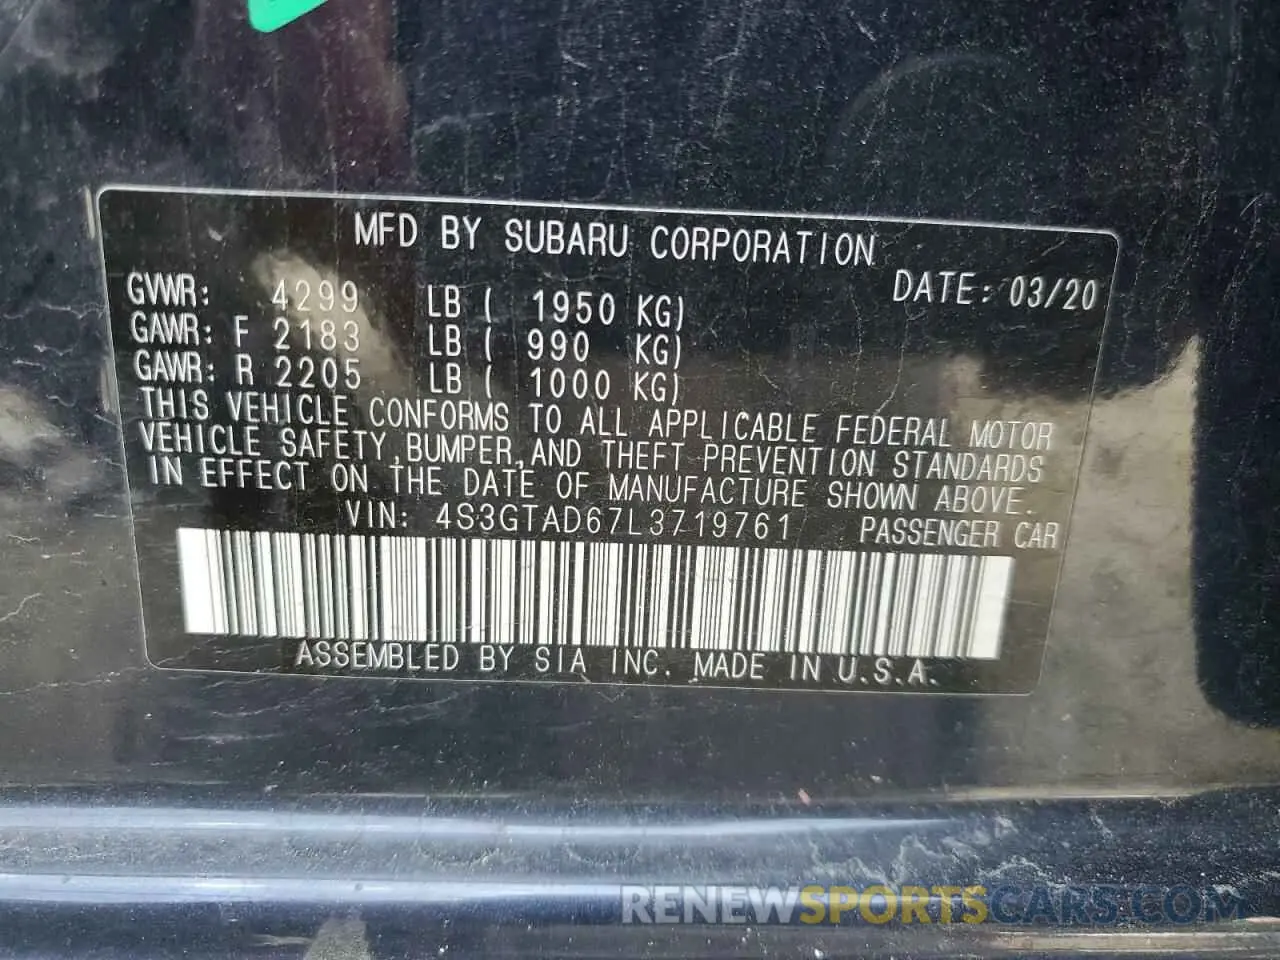 MFD BY SUBARU CORPORATION
DATE: 03/20
GVWR: 4299 LB ( 1950 KG)
GAWR: F 2183 LB ( 990 KG)
GAWR: R 2205 LB ( 1000 KG)
THIS VEHICLE CONFORMS TO ALL APPLICABLE FEDERAL MOTOR
VEHICLE SAFETY, BUMPER, AND THEFT PREVENTION STANDARDS
IN EFFECT ON THE DATE OF MANUFACTURE SHOWN ABOVE.
VIN: 4S3GTAD67L3719761 PASSENGER CAR
ASSEMBLED BY SIA INC. MADE IN U.S.A.
RENEWSPORTSCARS.COM